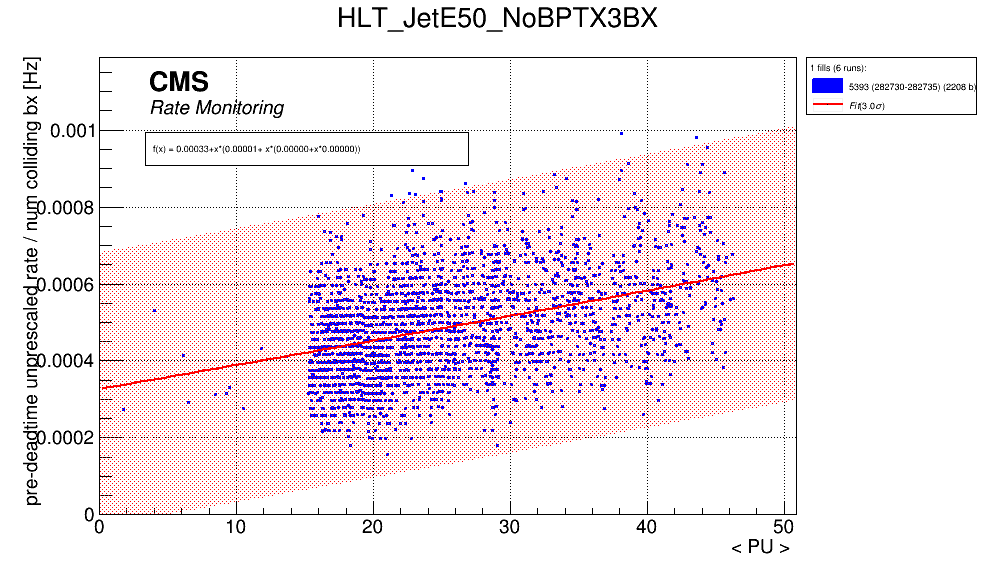 HLT_JetE50_NoBPTX3BX
pre-deadtime unprescaled rate / num colliding bx [Hz]
CMS
Rate Monitoring
f(x) = 0.00033+x*(0.00001+ x*(0.00000+x*0.00000))
0.001
0.0008
0.0006
0.0004
0.0002
0
0 10 20 30 40 50
< PU >
1 fills (6 runs):
5393 (282730-282735) (2208 b)
Fit(3.0σ)